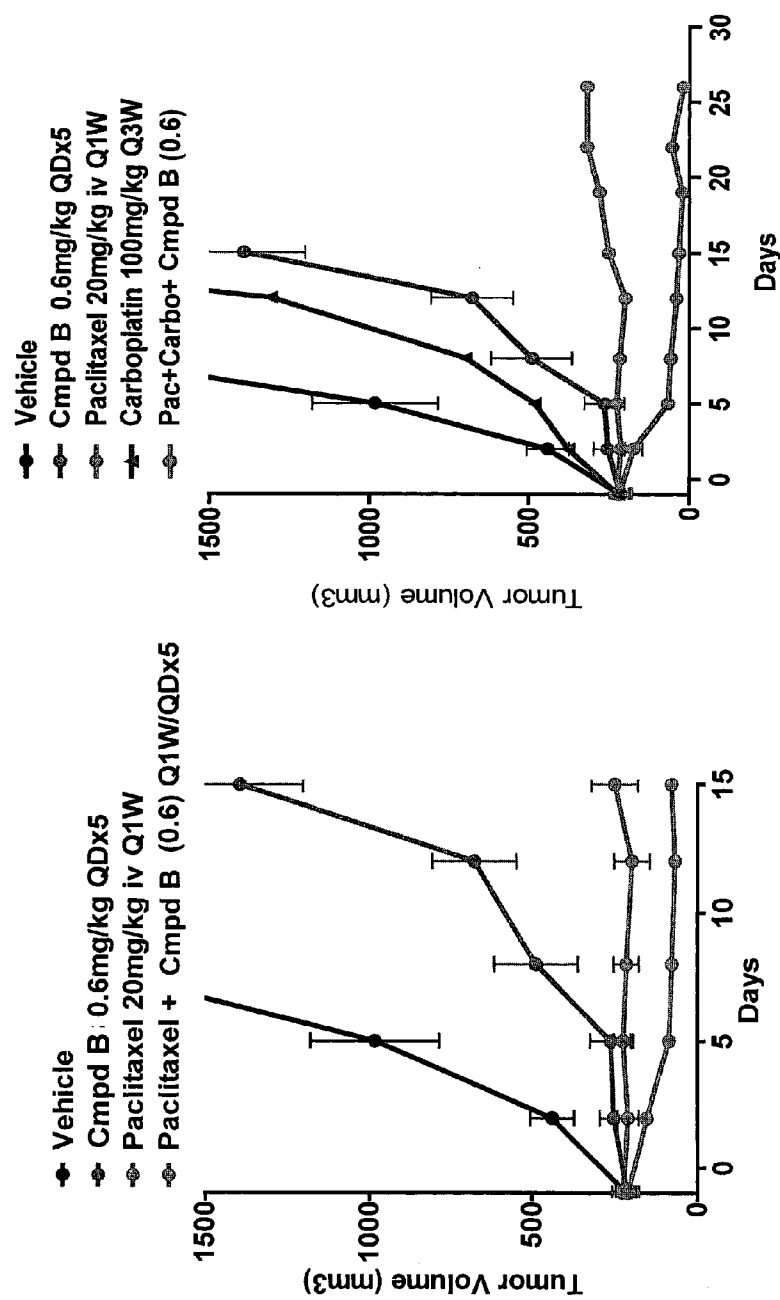 Vehicle
Cmpd B: 0.6mg/kg QDx5
Paclitaxel 20mg/kg iv Q1W
Paclitaxel + Cmpd B (0.6) Q1W/QDx5
Tumor Volume (mm3)
1500
1000
500
0
0
5
10
15
Days
Vehicle
Cmpd B 0.6mg/kg QDx5
Paclitaxel 20mg/kg iv Q1W
Carboplatin 100mg/kg Q3W
Pac+Carbo+ Cmpd B (0.6)
Tumor Volume (mm3)
1500
1000
500
0
0
5
10
15
20
25
30
Days